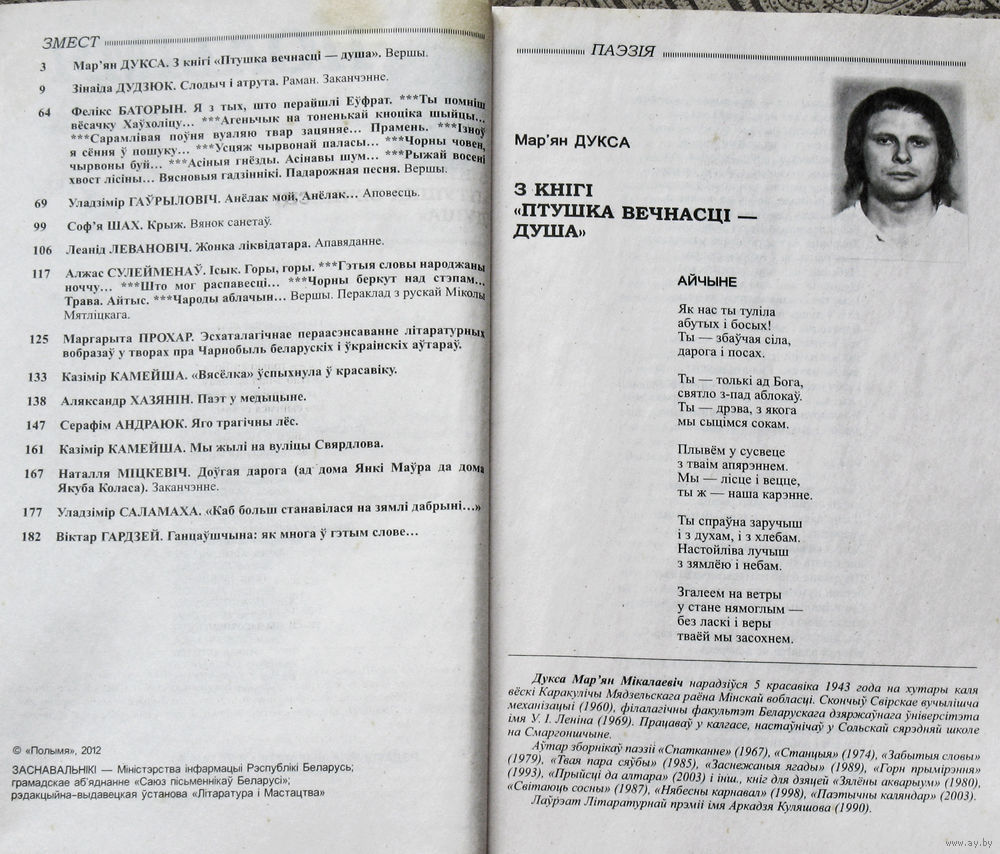 ЗМЕСТ
3 Мар'ян ДУКСА. З кнігі «Птушка вечнасці — душа». Вершы.
9 Зінаіда ДУДЗЮК. Слодыч і атрута. Раман. Заканчэнне.
64 Фелікс БАТОРЫН. Я з тых, што перайшлі Еўфрат. ***Ты помніш
вёсачку Хаўхоліцу... ***Агеньчык на тоненькай кноціка шыйцы...
***Сарамлівая поўня вуаляю твар зацяняе... Прамень. ***Ізноў
я сёння ў пошуку... ***Усцяж чырвонай паласы... ***Чорны човен,
чырвоны буй... ***Асіныя гнёзды. Асінавы шум... ***Рыжай восені
хвост лісіны... Вясновыя гадзіннікі. Падарожная песня. Вершы.
69 Уладзімір ГАЎРЫЛОВІЧ. Анёлак мой, Анёлак... Аповесць.
99 Соф'я ШАХ. Крыж. Вянок санетаў.
106 Леанід ЛЕВАНОВІЧ. Жонка ліквідатара. Апавяданне.
117 Алжас СУЛЕЙМЕНАЎ. Ісык. Горы, горы. ***Гэтыя словы народжаны
ноччу... ***Што мог распавесці... ***Чорны беркут над стэпам...
Трава. Айтыс. ***Чароды аблачын... Вершы. Пераклад з рускай Міколы
Мятліцкага.
125 Маргарыта ПРОХАР. Эсхаталагічнае пераасэнсаванне літаратурных
вобразаў у творах пра Чарнобыль беларускіх і ўкраінскіх аўтараў.
133 Казімір КАМЕЙША. «Вясёлка» ўспыхнула ў красавіку.
138 Аляксандр ХАЗЯНІН. Паэт у медыцыне.
147 Серафім АНДРАЮК. Яго трагічны лёс.
161 Казімір КАМЕЙША. Мы жылі на вуліцы Свярдлова.
167 Наталля МІЦКЕВІЧ. Доўгая дарога (ад дома Янкі Маўра да дома
Якуба Коласа). Заканчэнне.
177 Уладзімір САЛАМАХА. «Каб больш станавілася на зямлі дабрыні...»
182 Віктар ГАРДЗЕЙ. Ганцаўшчына: як многа ў гэтым слове...
© «Полымя», 2012
ЗАСНАВАЛЬНІКІ — Міністэрства інфармацыі Рэспублікі Беларусь;
грамадскае аб'яднанне «Саюз пісьменнікаў Беларусі»;
рэдакцыйна–выдавецкая ўстанова «Літаратура і Мастацтва»
ПАЭЗІЯ
Мар'ян ДУКСА
З КНІГІ
«ПТУШКА ВЕЧНАСЦІ —
ДУША»
АЙЧЫНЕ
Як нас ты туліла
абутых і босых!
Ты — збаўчая сіла,
дарога і посах.
Ты — толькі ад Бога,
святло з-пад аблокаў.
Ты — дрэва, з якога
мы сыцімся сокам.
Плывём у сусвеце
з тваім апярэннем.
Мы — лісце і вецце,
ты ж — наша карэнне.
Ты спраўна заручыш
і з духам, і з хлебам.
Настойліва лучыш
з зямлёю і небам.
Згалеем на ветры
у стане нямоглым —
без ласкі і веры
тваёй мы засохнем.
Дукса Мар'ян Мікалаевіч нарадзіўся 5 красавіка 1943 года на хутары каля
вёскі Каракулічы Мядзельскага раёна Мінскай вобласці. Скончыў Свірскае вучылішча
механізацыі (1960), філалагічны факультэт Беларускага дзяржаўнага ўніверсітэта
імя У. І. Леніна (1969). Працаваў у калгасе, настаўнічаў у Сольскай сярэдняй школе
на Смаргоншчыне.
Аўтар зборнікаў паэзіі «Спатканне» (1967), «Станцыя» (1974), «Забытыя словы»
(1979), «Твая пара сяўбы» (1985), «Заснежаныя ягады» (1989), «Горн прымірэння»
(1993), «Прыйсці да алтара» (2003) і інш., кніг для дзяцей «Зялёны акварыум» (1980),
«Світаюць сосны» (1987), «Нябесны карнавал» (1998), «Паэтычны каляндар» (2003).
Лаўрэат Літаратурнай прэміі імя Аркадзя Куляшова (1990).
www.ay.by